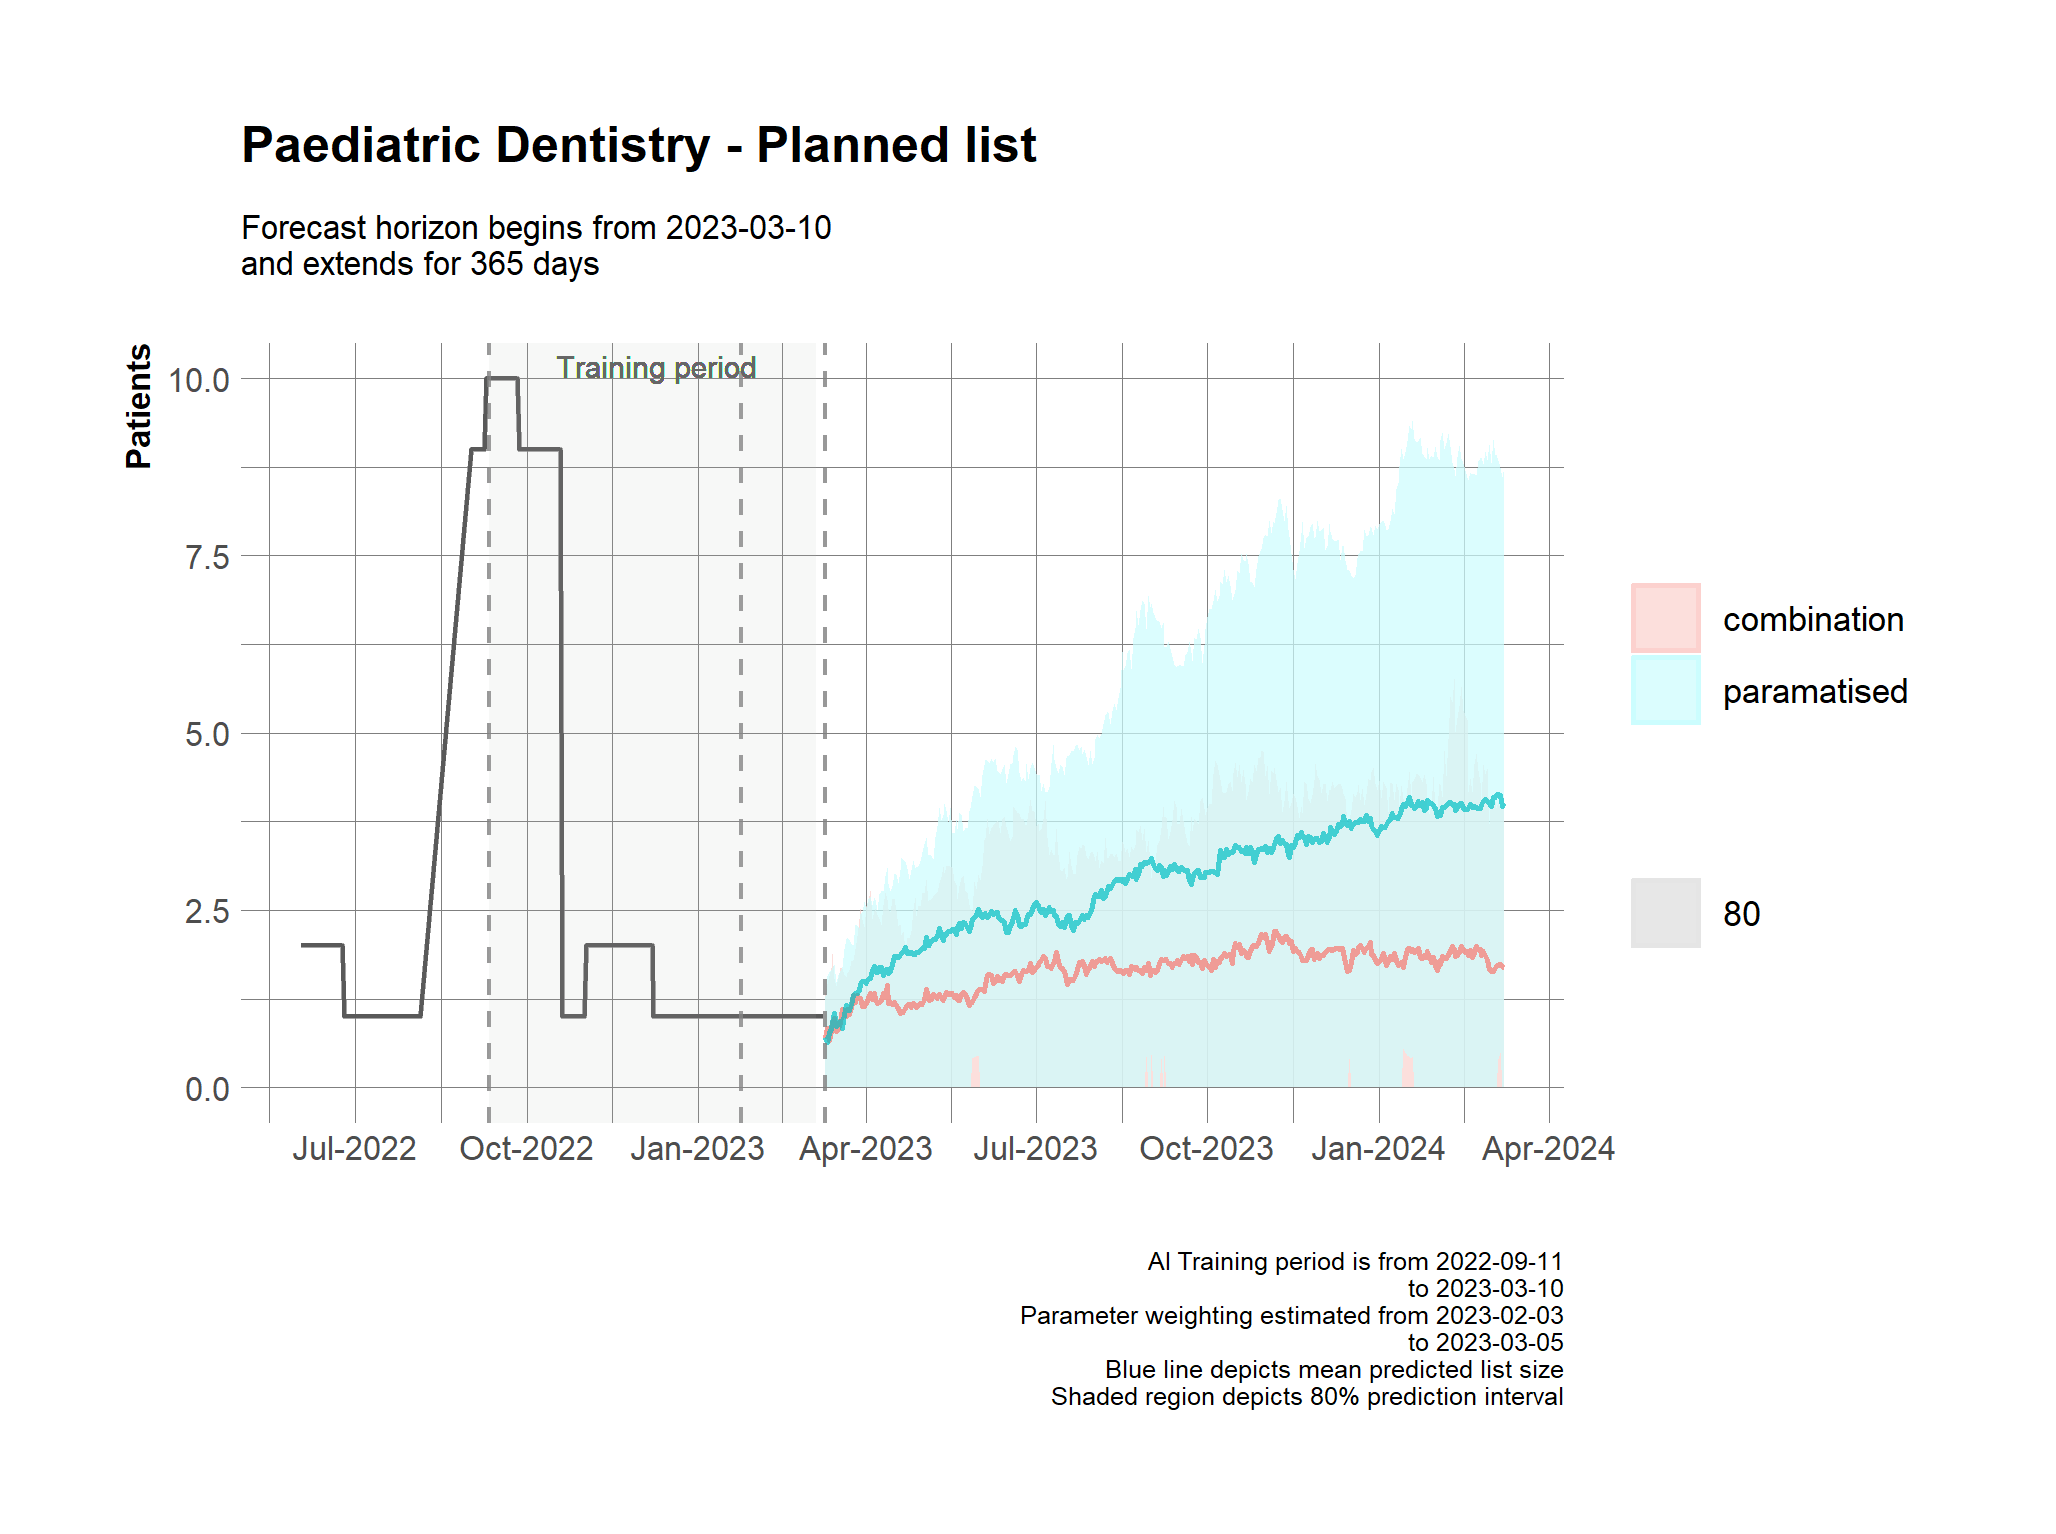 Paediatric Dentistry - Planned list
Forecast horizon begins from 2023-03-10
and extends for 365 days
Patients
Training period
10.0
7.5
5.0
2.5
0.0
Jul-2022
Oct-2022
Jan-2023
Apr-2023
Jul-2023
Oct-2023
Jan-2024
Apr-2024
combination
paramatised
80
AI Training period is from 2022-09-11
to 2023-03-10
Parameter weighting estimated from 2023-02-03
to 2023-03-05
Blue line depicts mean predicted list size
Shaded region depicts 80% prediction interval